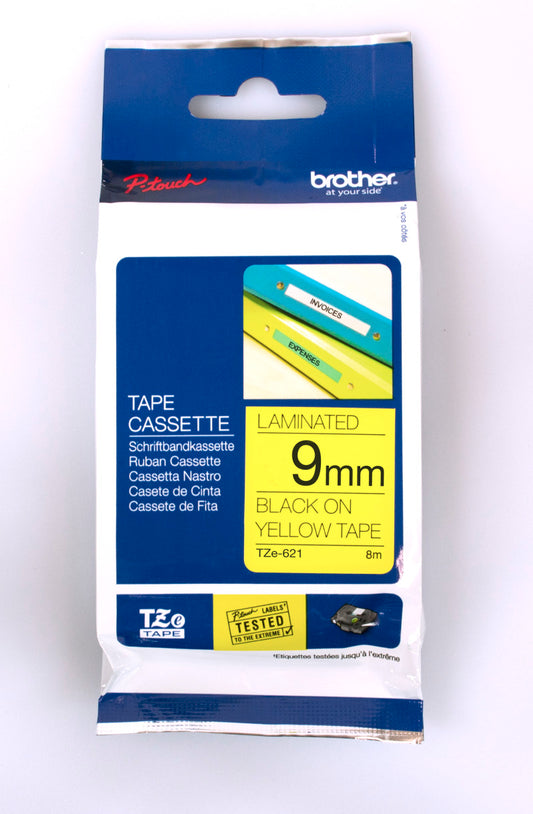 P-touch
brother
at your side
*à vos côtés
INVOICES
EXPENSES
TAPE
CASSETTE
Schriftbandkassette
Ruban Cassette
Cassetta Nastro
Casete de Cinta
Cassete de Fita
LAMINATED
9mm
BLACK ON
YELLOW TAPE
TZe-621 8m
TZe
TAPE
P-touch LABELS*
TESTED
TO THE EXTREME
*Etiquettes testées jusqu'à l'extrême